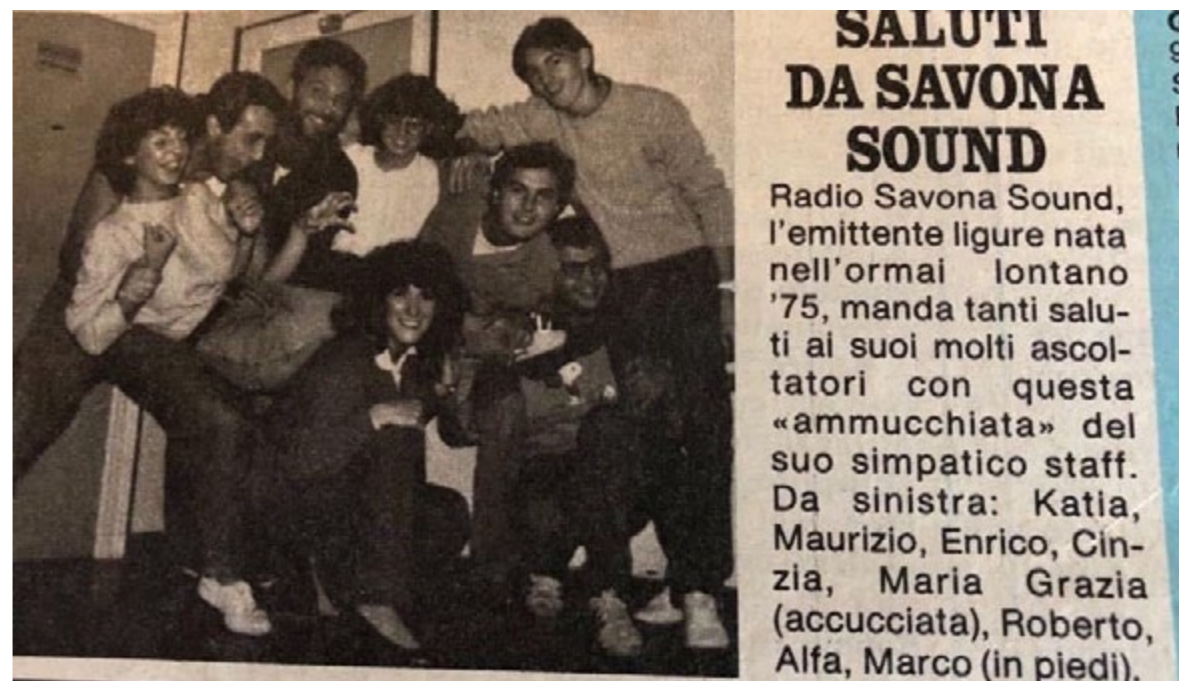 SALUTI
DA SAVONA
SOUND
Radio Savona Sound,
l'emittente ligure nata
nell'ormai lontano
'75, manda tanti salu-
ti ai suoi molti ascol-
tatori con questa
«ammucchiata» del
suo simpatico staff.
Da sinistra: Katia,
Maurizio, Enrico, Cin-
zia, Maria Grazia
(accucciata), Roberto,
Alfa, Marco (in piedi).